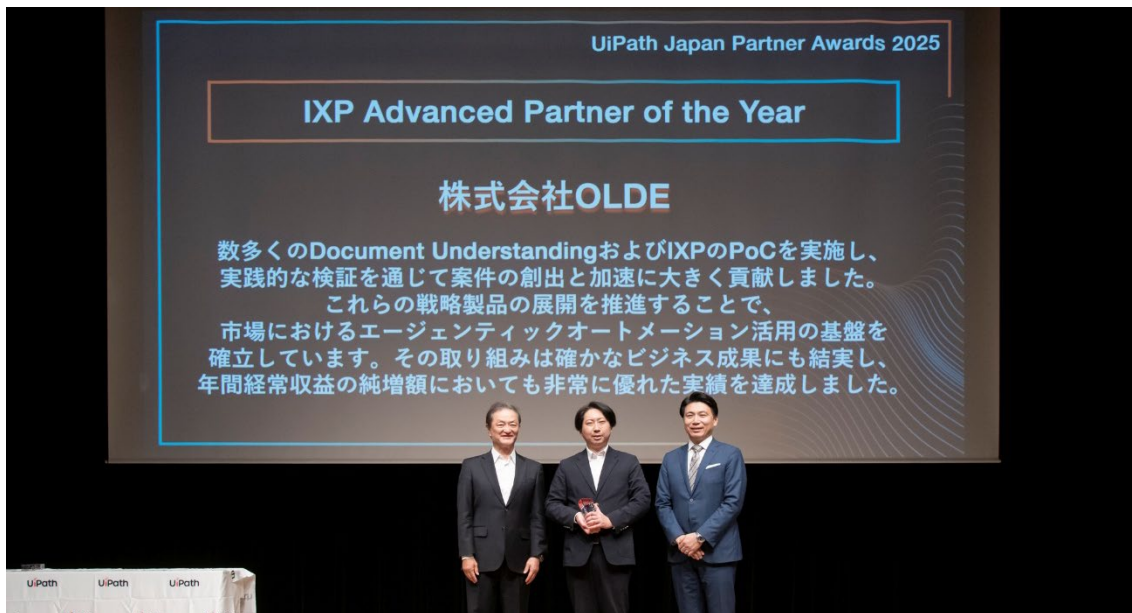 UiPath Japan Partner Awards 2025
IXP Advanced Partner of the Year
株式会社OLDE
数多くのDocument UnderstandingおよびIXPのPoCを実施し、
実践的な検証を通じて案件の創出と加速に大きく貢献しました。
これらの戦略製品の展開を推進することで、
市場におけるエージェンティックオートメーション活用の基盤を
確立しています。その取り組みは確かなビジネス成果にも結実し、
年間経常収益の純増額においても非常に優れた実績を達成しました。
UiPath UiPath UiPath